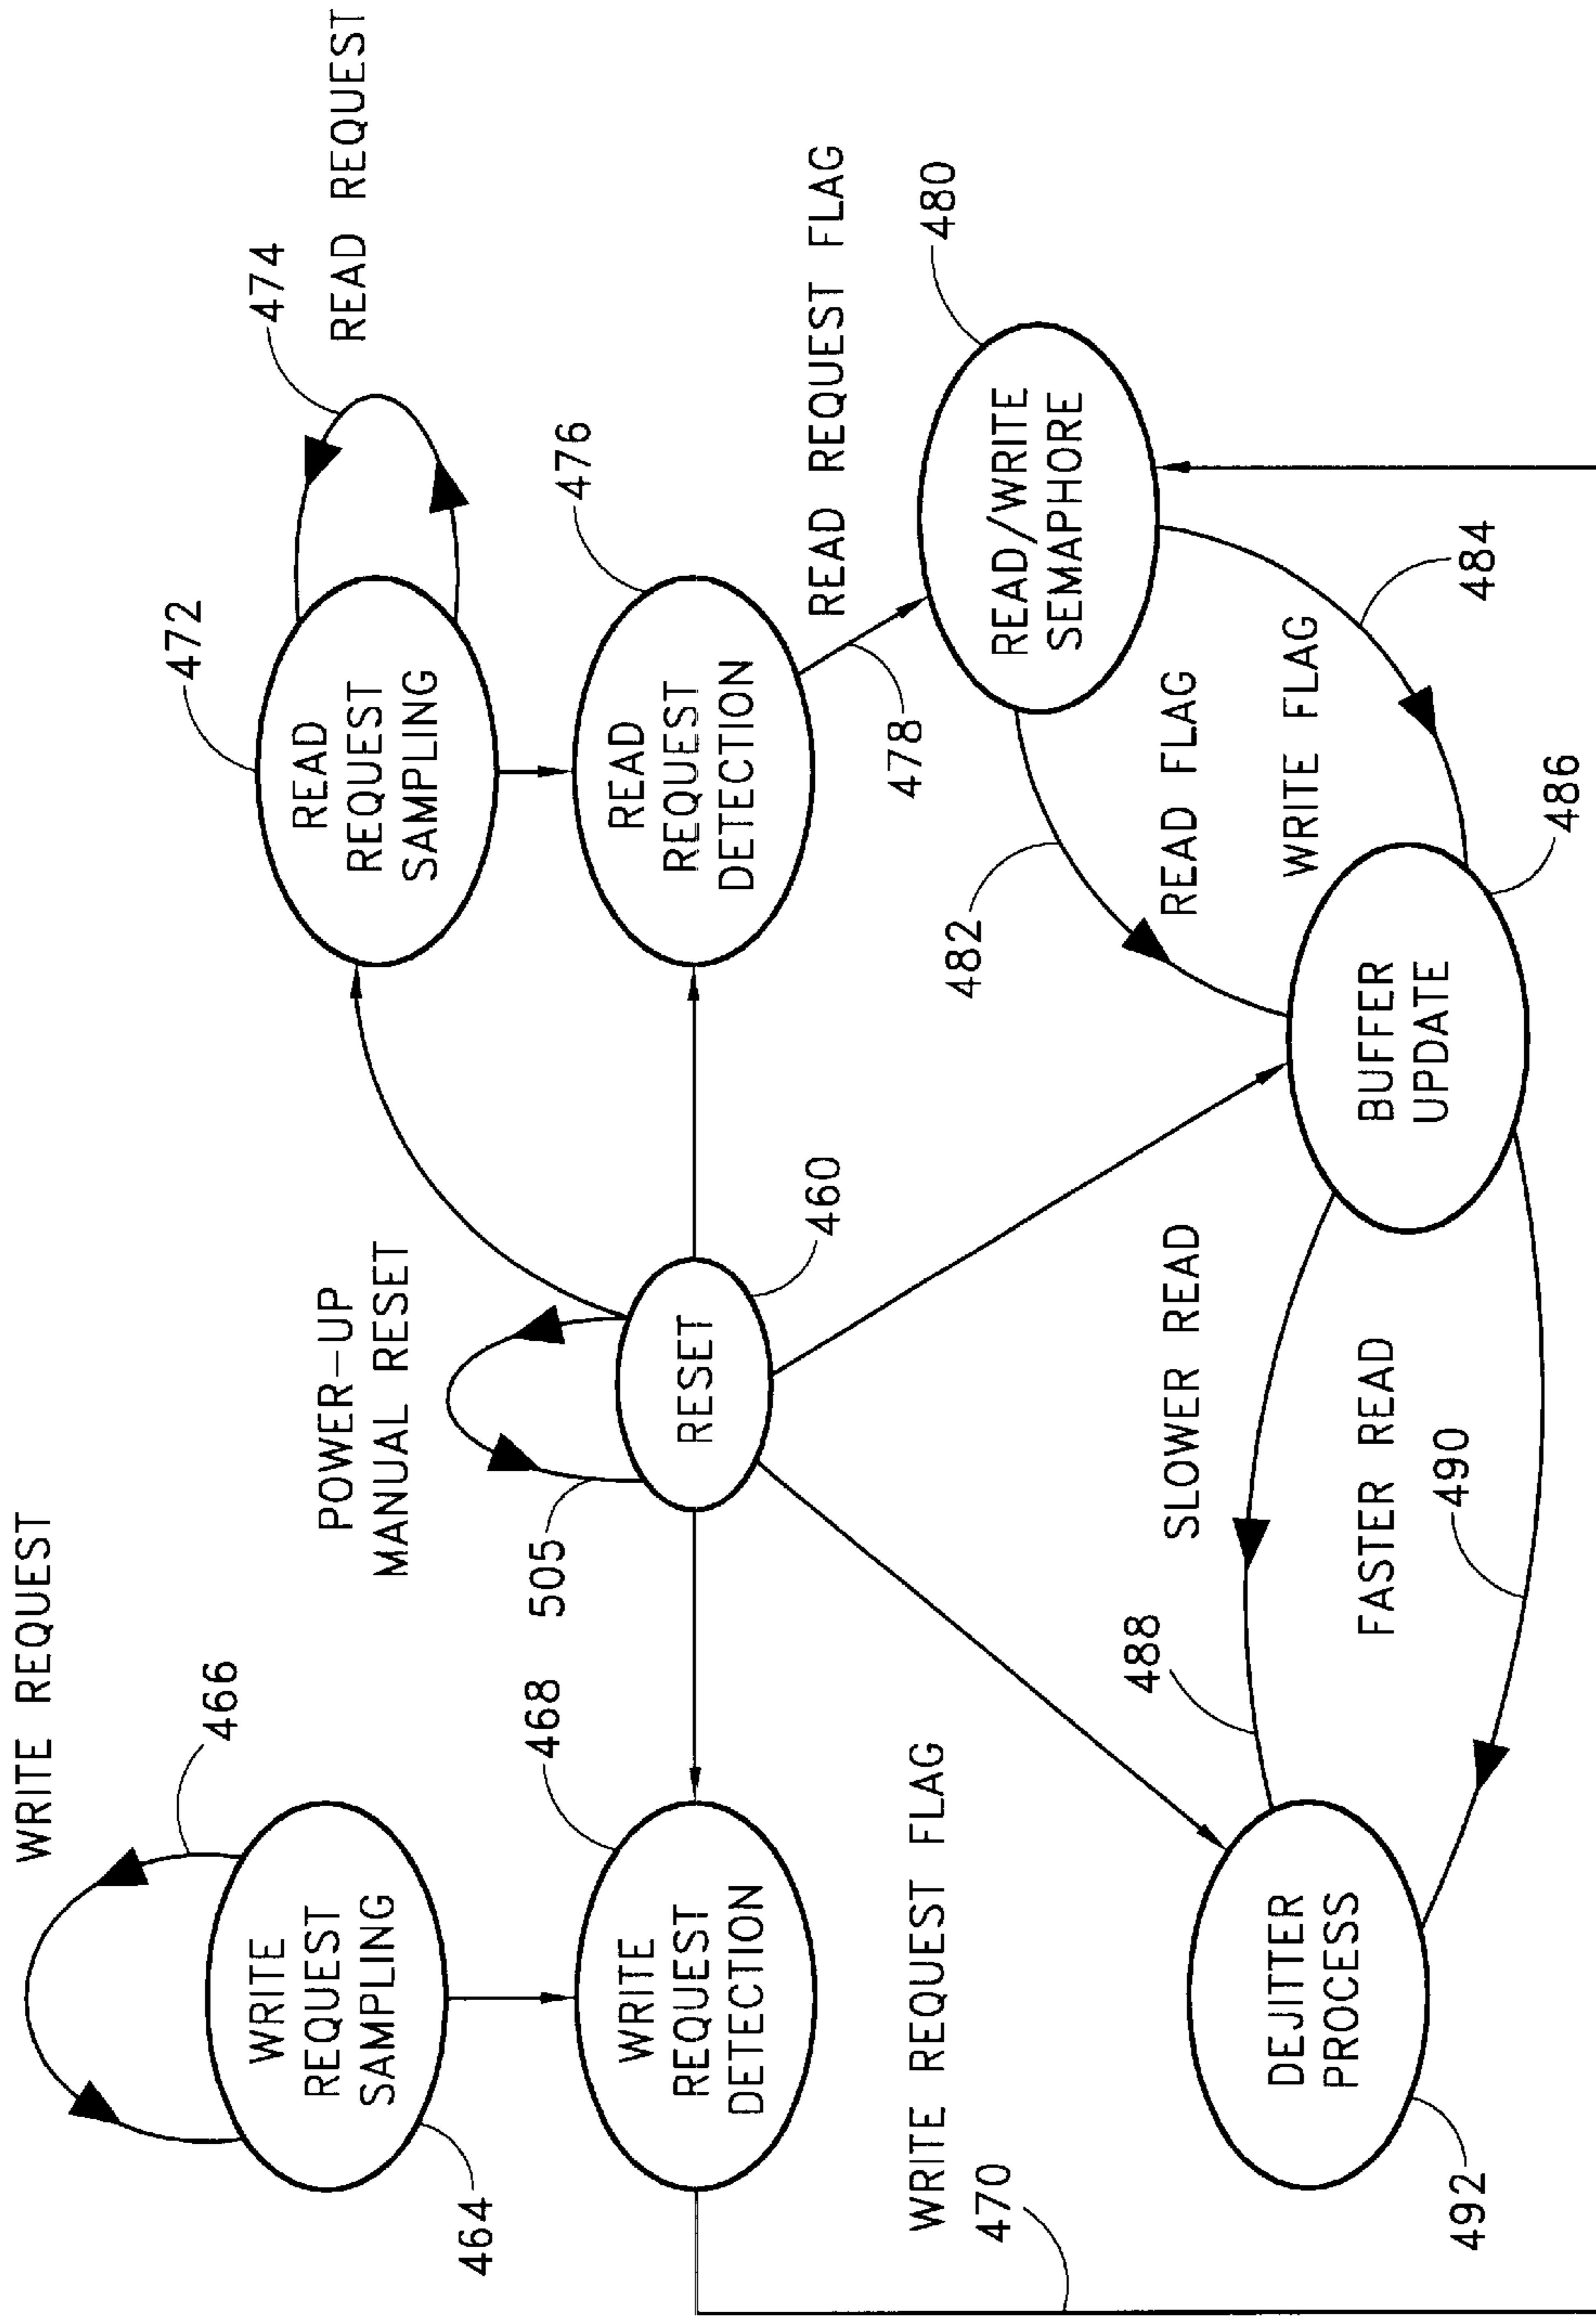 WRITE REQUEST
466
WRITE
REQUEST
SAMPLING
464
POWER-UP
MANUAL RESET
505
474
READ REQUEST
472
READ
REQUEST
SAMPLING
468
WRITE
REQUEST
DETECTION
RESET
460
476
READ
REQUEST
DETECTION
READ REQUEST FLAG
478
480
READ/WRITE
SEMAPHORE
WRITE REQUEST FLAG
470
482
READ FLAG
WRITE FLAG
484
488
SLOWER READ
FASTER READ
490
BUFFER
UPDATE
486
DEJITTER
PROCESS
492